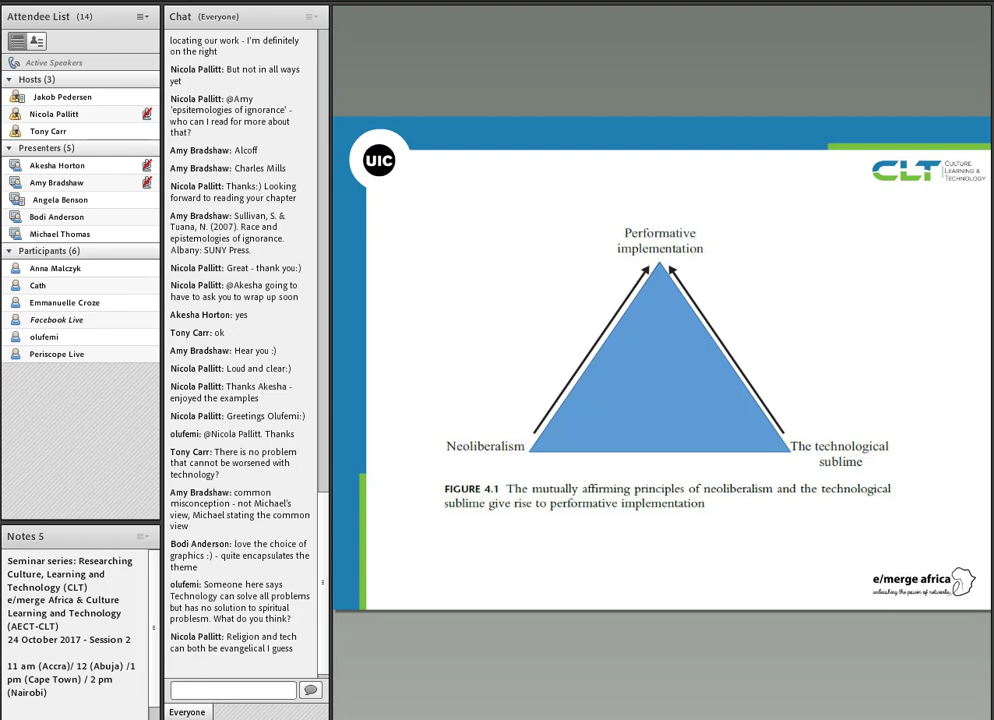 Attendee List (14)
Active Speakers
Hosts (3)
Jakob Pedersen
Nicola Pallitt
Tony Carr
Presenters (5)
Akesha Horton
Amy Bradshaw
Angela Benson
Bodi Anderson
Michael Thomas
Participants (6)
Anna Malczyk
Cath
Emmanuelle Croze
Facebook Live
olufemi
Periscope Live
Notes 5
Seminar series: Researching
Culture, Learning and
Technology (CLT)
e/merge Africa & Culture
Learning and Technology
(AECT-CLT)
24 October 2017 - Session 2
11 am (Accra)/ 12 (Abuja) /1
pm (Cape Town) / 2 pm
(Nairobi)
Chat (Everyone)
locating our work - I'm definitely
on the right
Nicola Pallitt: But not in all ways
yet
Nicola Pallitt: @Amy
'epsitemologies of ignorance' -
who can I read for more about
that?
Amy Bradshaw: Alcoff
Amy Bradshaw: Charles Mills
Nicola Pallitt: Thanks:) Looking
forward to reading your chapter
Amy Bradshaw: Sullivan, S. &
Tuana, N. (2007). Race and
epistemologies of ignorance.
Albany: SUNY Press.
Nicola Pallitt: Great - thank you:)
Nicola Pallitt: @Akesha going to
have to ask you to wrap up soon
Akesha Horton: yes
Tony Carr: ok
Amy Bradshaw: Hear you :)
Nicola Pallitt: Loud and clear:)
Nicola Pallitt: Thanks Akesha -
enjoyed the examples
Nicola Pallitt: Greetings Olufemi:)
olufemi: @Nicola Pallitt. Thanks
Tony Carr: There is no problem
that cannot be worsened with
technology?
Amy Bradshaw: common
misconception - not Michael's
view, Michael stating the common
view
Bodi Anderson: love the choice of
graphics :) - quite encapsulates the
theme
olufemi: Someone here says
Technology can solve all problems
but has no solution to spiritual
problesm. What do you think?
Nicola Pallitt: Religion and tech
can both be evangelical I guess
Everyone
UIC
CLT CULTURE
LEARNING &
TECHNOLOGY
Performative
implementation
Neoliberalism
The technological
sublime
FIGURE 4.1 The mutually affirming principles of neoliberalism and the technological
sublime give rise to performative implementation
e/merge africa
unleashing the power of networks